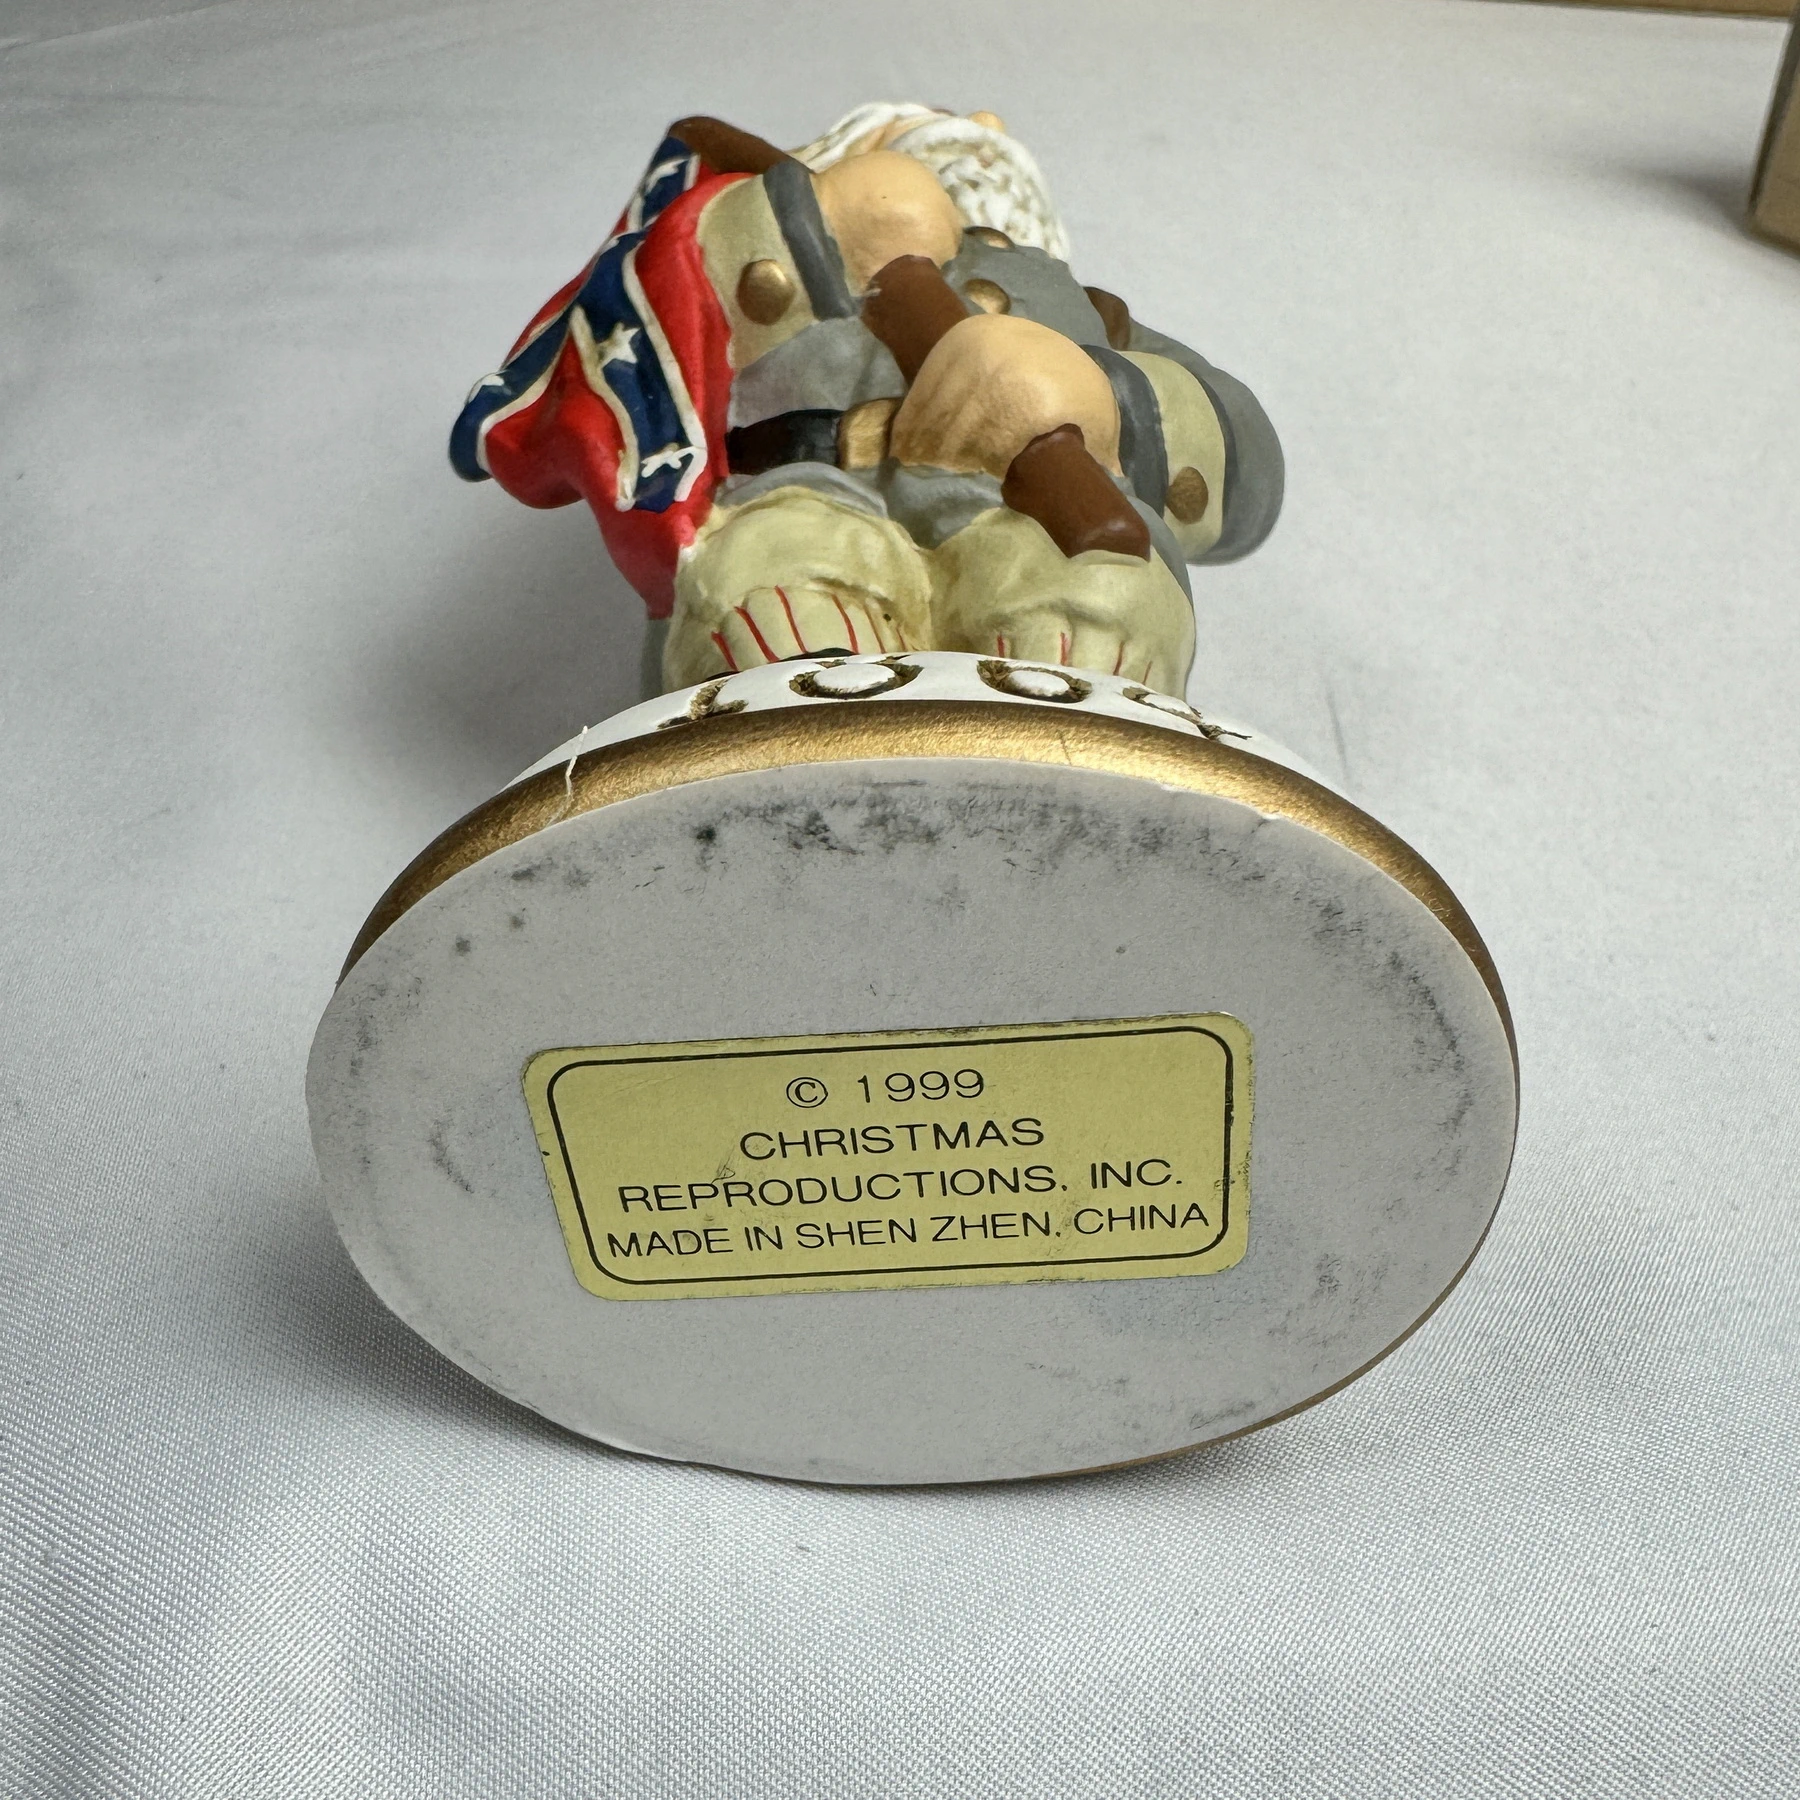 © 1999
CHRISTMAS
REPRODUCTIONS, INC.
MADE IN SHEN ZHEN, CHINA